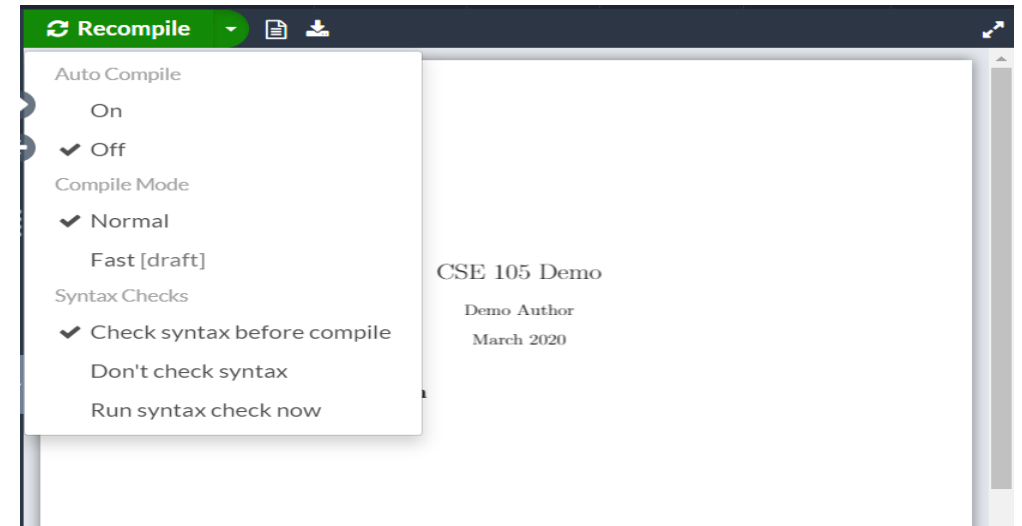 Recompile
Auto Compile
On
Off
Compile Mode
Normal
Fast [draft]
Syntax Checks
Check syntax before compile
Don't check syntax
Run syntax check now
CSE 105 Demo
Demo Author
March 2020